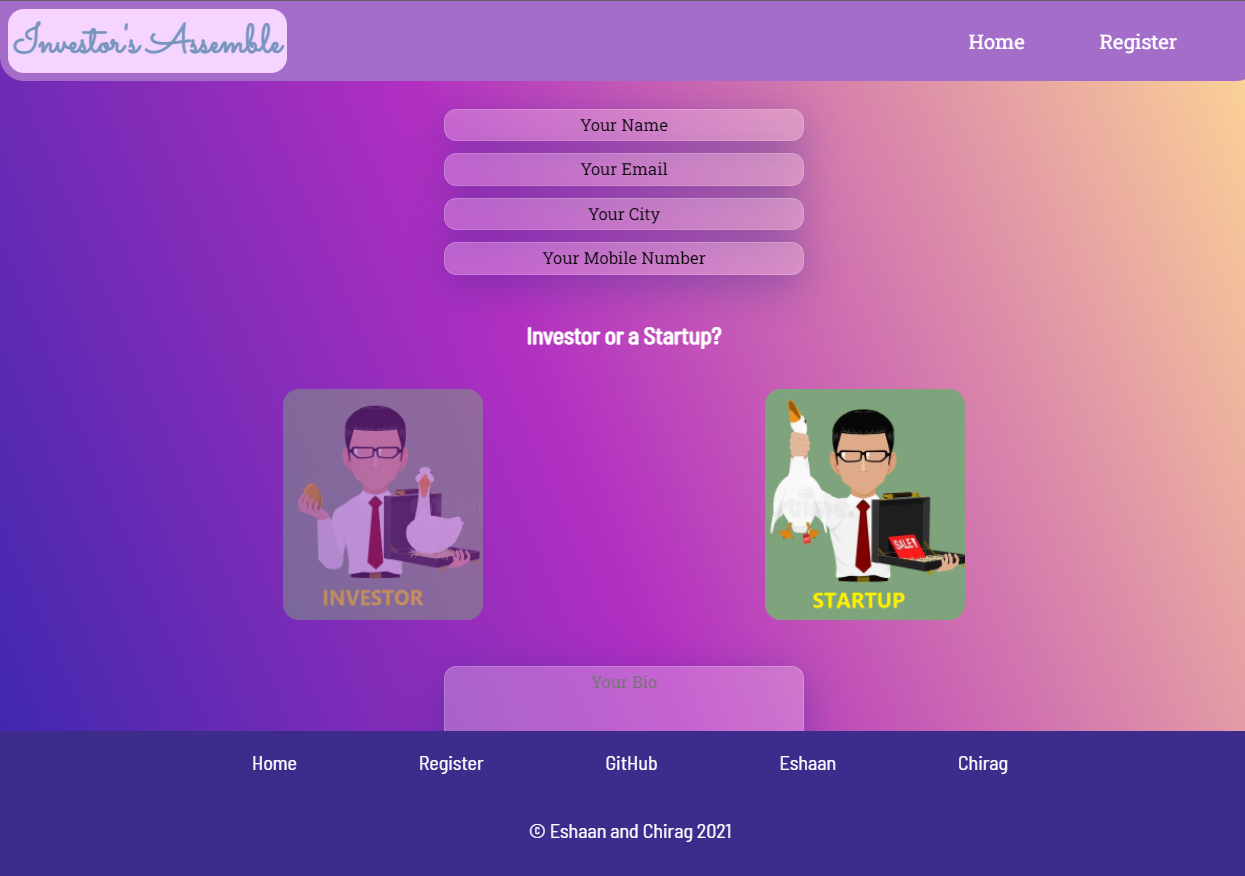 Investor's Assemble
Home Register
Your Name
Your Email
Your City
Your Mobile Number
Investor or a Startup?
SALE!
INVESTOR
STARTUP
Your Bio
Home Register GitHub Eshaan Chirag
© Eshaan and Chirag 2021